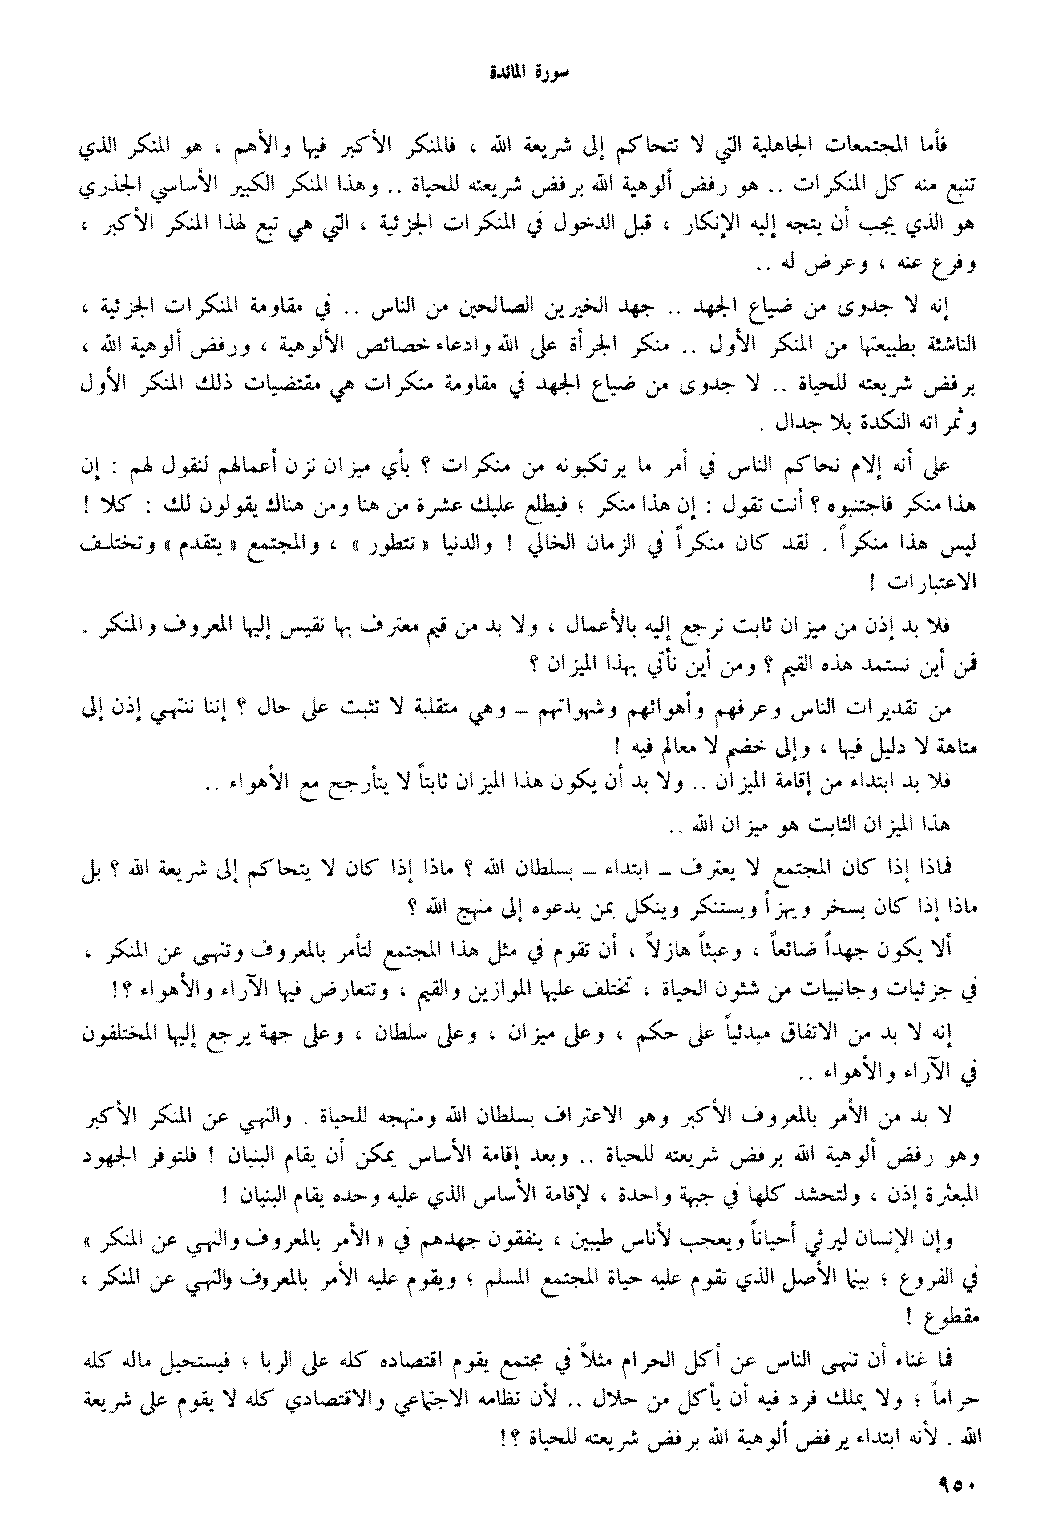 سورة المائدة
فأما المجتمعات الجاهلية التي لا تتحاكم إلى شريعة الله ، فالمنكر الأكبر فيها والأهم ، هو المنكر الذي
تنبع منه كل المنكرات .. هو رفض ألوهية الله برفض شريعته للحياة .. وهذا المنكر الكبير الأساسي الجذري
هو الذي يجب أن يتجه إليه الإنكار ، قبل الدخول في المنكرات الجزئية ، التي هي تبع لهذا المنكر الأكبر ،
وفرع عنه ، وعرض له ..
إنه لا جدوى من ضياع الجهد .. جهد الخيرين الصالحين من الناس .. في مقاومة المنكرات الجزئية ،
الناشئة بطبيعتها من المنكر الأول .. منكر الجرأة على الله وادعاء خصائص الألوهية ، ورفض ألوهية الله ،
برفض شريعته للحياة .. لا جدوى من ضياع الجهد في مقاومة منكرات هي مقتضيات ذلك المنكر الأول
وثمراته النكدة بلا جدال .
على أنه إلام نحاكم الناس في أمر ما يرتكبونه من منكرات ؟ بأي ميزان نزن أعمالهم لنقول لهم : إن
هذا منكر فاجتنبوه ؟ أنت تقول : إن هذا منكر ؛ فيطلع عليك عشرة من هنا ومن هناك يقولون لك : كلا !
ليس هذا منكراً . لقد كان منكراً في الزمان الخالي ! والدنيا « تتطور » ، والمجتمع « يتقدم » وتختلف
الاعتبارات !
فلا بد إذن من ميزان ثابت نرجع إليه بالأعمال ، ولا بد من قيم معترف بها نقيس إليها المعروف والمنكر .
فمن أين نستمد هذه القيم ؟ ومن أين نأتي بهذا الميزان ؟
من تقديرات الناس وعرفهم وأهوائهم وشهواتهم – وهي متقلبة لا تثبت على حال ؟ إننا ننتهي إذن إلى
متاهة لا دليل فيها ، وإلى خضم لا معالم فيه !
فلا بد ابتداء من إقامة الميزان .. ولا بد أن يكون هذا الميزان ثابتاً لا يتأرجح مع الأهواء ..
هذا الميزان الثابت هو ميزان الله ..
فماذا إذا كان المجتمع لا يعترف – ابتداء – بسلطان الله ؟ ماذا إذا كان لا يتحاكم إلى شريعة الله ؟ بل
ماذا إذا كان يسخر ويهزأ ويستنكر وينكل بمن يدعوه إلى منهج الله ؟
ألا يكون جهداً ضائعاً ، وعبثاً هازلاً ، أن تقوم في مثل هذا المجتمع لتأمر بالمعروف وتنهى عن المنكر ،
في جزئيات وجانبيات من شئون الحياة ، تختلف عليها الموازين والقيم ، وتتعارض فيها الآراء والأهواء ؟!
إنه لا بد من الاتفاق مبدئياً على حكم ، وعلى ميزان ، وعلى سلطان ، وعلى جهة يرجع إليها المختلفون
في الآراء والأهواء ..
لا بد من الأمر بالمعروف الأكبر وهو الاعتراف بسلطان الله ومنهجه للحياة . والنهي عن المنكر الأكبر
وهو رفض ألوهية الله برفض شريعته للحياة .. وبعد إقامة الأساس يمكن أن يقام البنيان ! فلتوفر الجهود
المبعثرة إذن ، ولتحشد كلها في جبهة واحدة ، لإقامة الأساس الذي عليه وحده يقام البنيان !
وإن الإنسان ليرثي أحياناً ويعجب لأناس طيبين ، ينفقون جهدهم في « الأمر بالمعروف والنهي عن المنكر »
في الفروع ؛ بينما الأصل الذي تقوم عليه حياة المجتمع المسلم ؛ ويقوم عليه الأمر بالمعروف والنهي عن المنكر ،
مقطوع !
فما غناء أن تنهى الناس عن أكل الحرام مثلاً في مجتمع يقوم اقتصاده كله على الربا ؛ فيستحيل ماله كله
حراماً ؛ ولا يملك فرد فيه أن يأكل من حلال .. لأن نظامه الاجتماعي والاقتصادي كله لا يقوم على شريعة
الله . لأنه ابتداء يرفض ألوهية الله برفض شريعته للحياة ؟!
٩٥٠